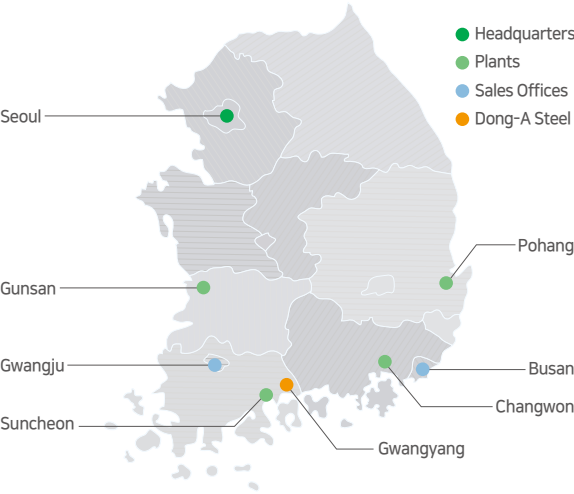 Headquarters
Plants
Sales Offices
Dong-A Steel
Seoul
Pohang
Gunsan
Gwangju
Busan
Changwon
Suncheon
Gwangyang